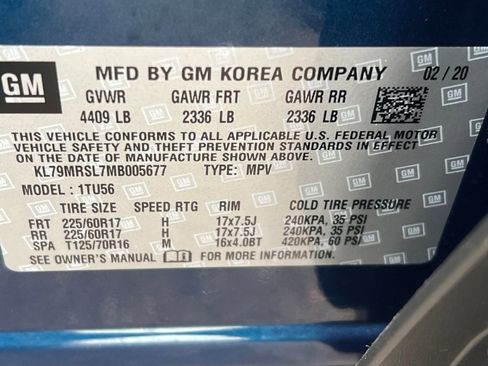 GM
MFD BY GM KOREA COMPANY 02/20
GVWR GAWR FRT GAWR RR
4409 LB 2336 LB 2336 LB
THIS VEHICLE CONFORMS TO ALL APPLICABLE U.S. FEDERAL MOTOR
VEHICLE SAFETY, BUMPER, AND THEFT PREVENTION STANDARDS IN
EFFECT ON THE DATE OF MANUFACTURE SHOWN ABOVE.
KL79MRSL7MB005677 TYPE: MPV
MODEL: 1TU56
TIRE SIZE SPEED RTG RIM COLD TIRE PRESSURE
FRT 225/60R17 H 17x7.5J 240KPA, 35 PSI
RR 225/60R17 H 17x7.5J 240KPA, 35 PSI
SPA T125/70R16 M 16x4.0BT 420KPA, 60 PSI
SEE OWNER'S MANUAL FOR MORE INFORMATION.